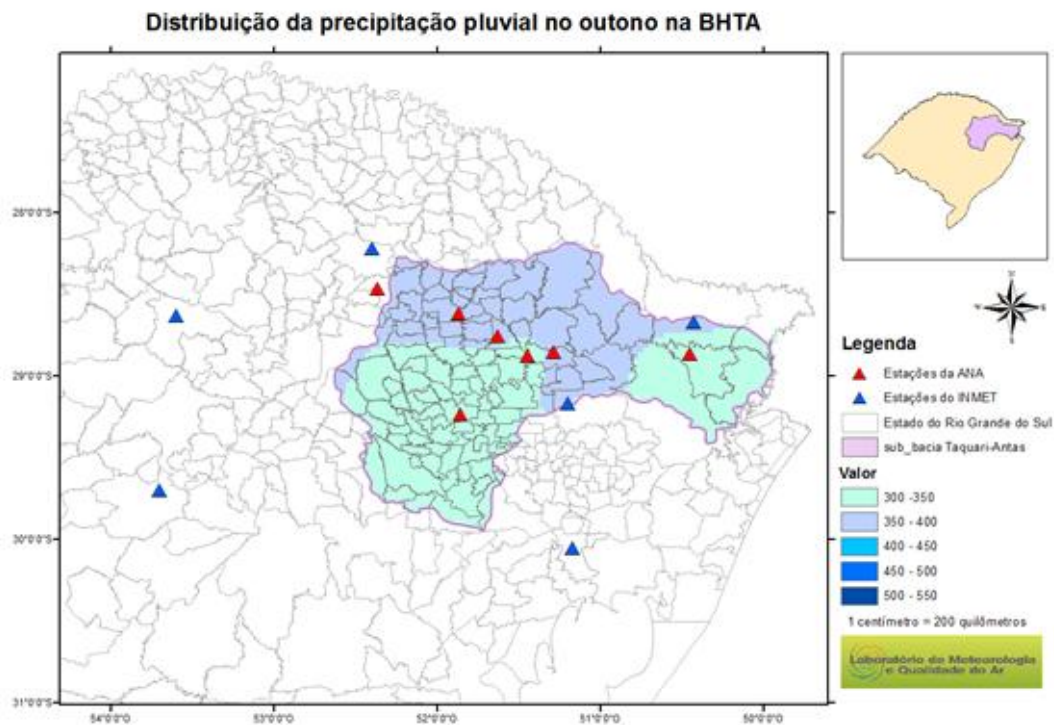 Distribuição da precipitação pluvial no outono na BHTA
28°0'0"S
29°0'0"S
30°0'0"S
31°0'0"S
54°0'0"O
53°0'0"O
52°0'0"O
51°0'0"O
50°0'0"O
Legenda
Estações da ANA
Estações do INMET
Estado do Rio Grande do Sul
sub_bacia Taquari-Antas
Valor
300 -350
350 - 400
400 - 450
450 - 500
500 - 550
1 centímetro = 200 quilômetros
Laboratório de Meteorologia
e Qualidade do Ar